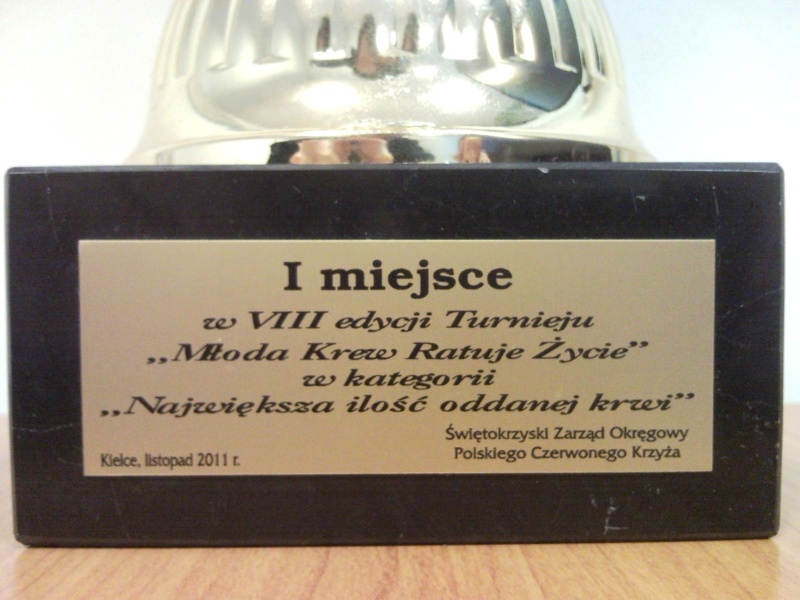 I miejsce
w VIII edycji Turnieju
„Młoda Krew Ratuje Życie”
w kategorii
„Największa ilość oddanej krwi”
Świętokrzyski Zarząd Okręgowy
Polskiego Czerwonego Krzyża
Kielce, listopad 2011 r.